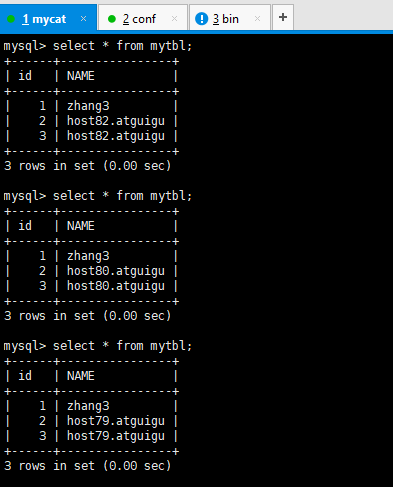 1 mycat × 2 conf × 3 bin × +
mysql> select * from mytbl;
+------+----------------+
| id   | NAME           |
+------+----------------+
|    1 | zhang3         |
|    2 | host82.atguigu |
|    3 | host82.atguigu |
+------+----------------+
3 rows in set (0.00 sec)
mysql> select * from mytbl;
+------+----------------+
| id   | NAME           |
+------+----------------+
|    1 | zhang3         |
|    2 | host80.atguigu |
|    3 | host80.atguigu |
+------+----------------+
3 rows in set (0.00 sec)
mysql> select * from mytbl;
+------+----------------+
| id   | NAME           |
+------+----------------+
|    1 | zhang3         |
|    2 | host79.atguigu |
|    3 | host79.atguigu |
+------+----------------+
3 rows in set (0.00 sec)